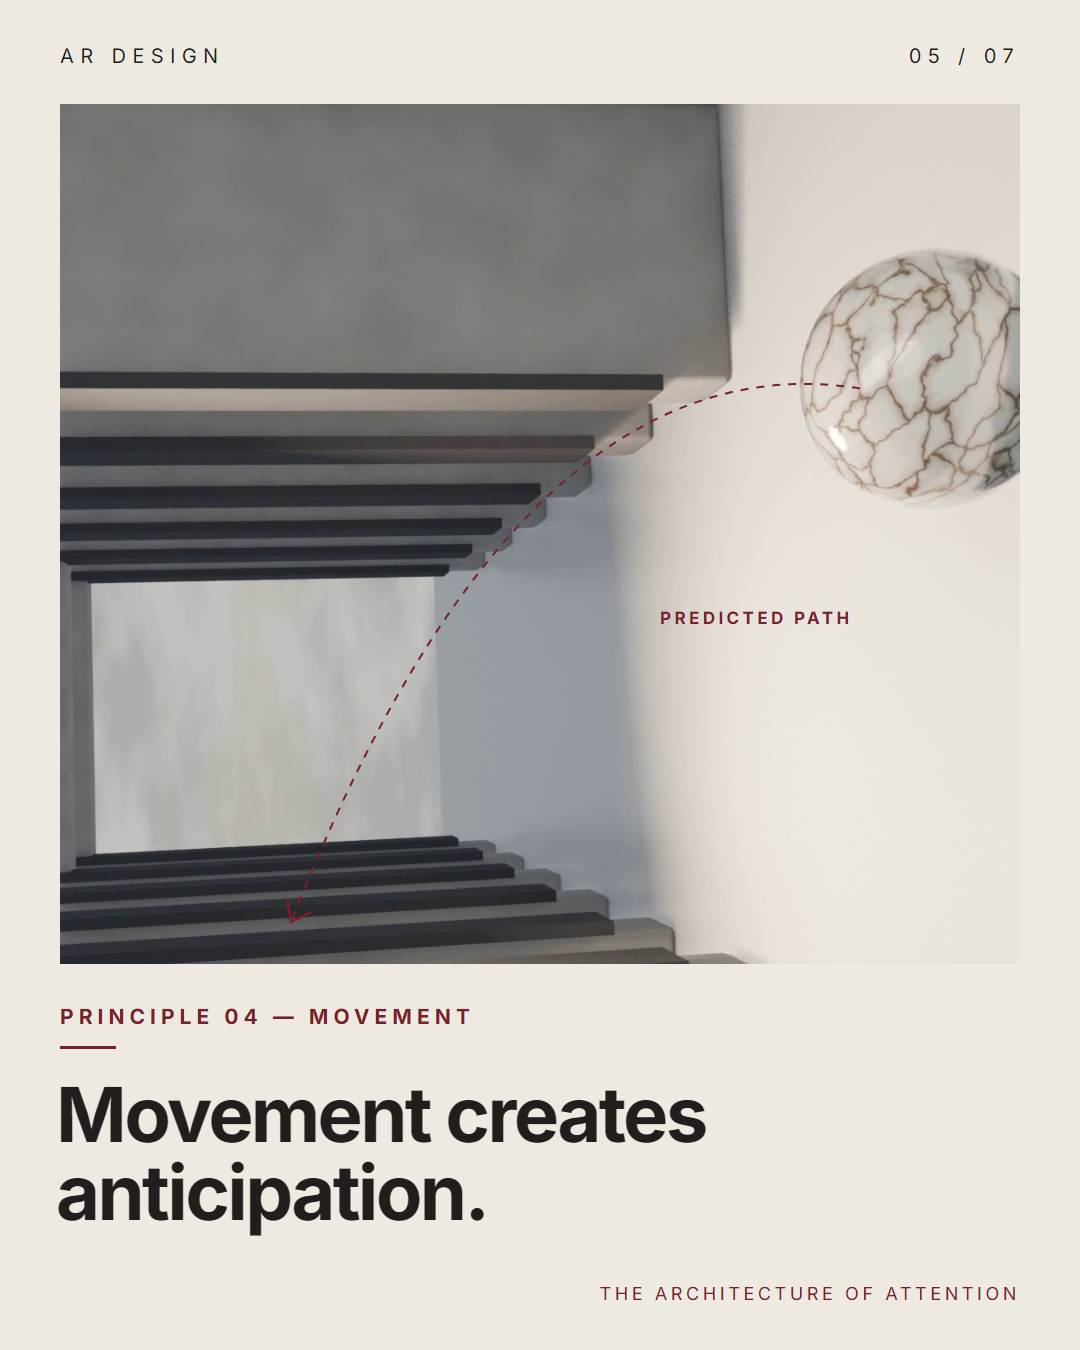 AR DESIGN
05 / 07
PREDICTED PATH
PRINCIPLE 04 — MOVEMENT
Movement creates
anticipation.
THE ARCHITECTURE OF ATTENTION